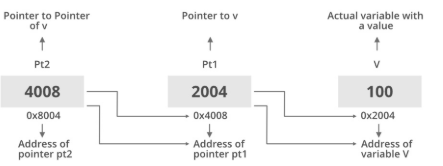 Pointer to Pointer
of v
Pointer to v
Actual variable with
a value
Pt2
Pt1
V
4008
2004
100
0x8004
0x4008
0x2004
Address of
pointer pt2
Address of
pointer pt1
Address of
variable V